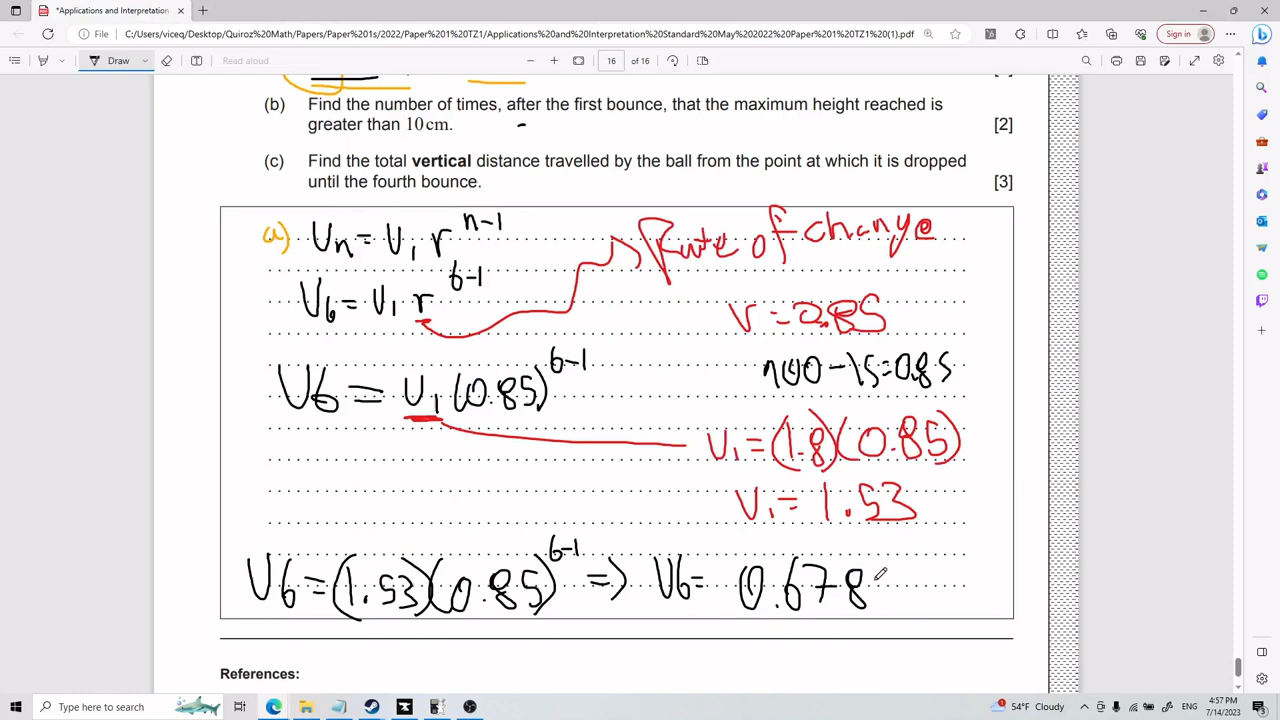 *Applications and Interpretation
C:/Users/viceq/Desktop/Quiroz%20Math/Papers/Paper%201s/2022/Paper%201%20TZ1/Applications%20and%20Interpretation%20Standard%20May%202022%20Paper%201%20TZ1%20(1).pdf
Sign in
Draw
Read aloud
16 of 16
(b) Find the number of times, after the first bounce, that the maximum height reached is
greater than 10 cm. [2]
(c) Find the total vertical distance travelled by the ball from the point at which it is dropped
until the fourth bounce. [3]
a) Un = U1 r^n-1
Rate of change
U6 = U1 r^6-1
r = 0.85
U6 = U1 (0.85)^6-1
100 - 15 = 0.85
U1 = (1.8)(0.85)
U1 = 1.53
U6 = (1.53)(0.85)^6-1 => U6 = 0.678
References:
Type here to search
54°F Cloudy
4:57 PM
7/14/2023